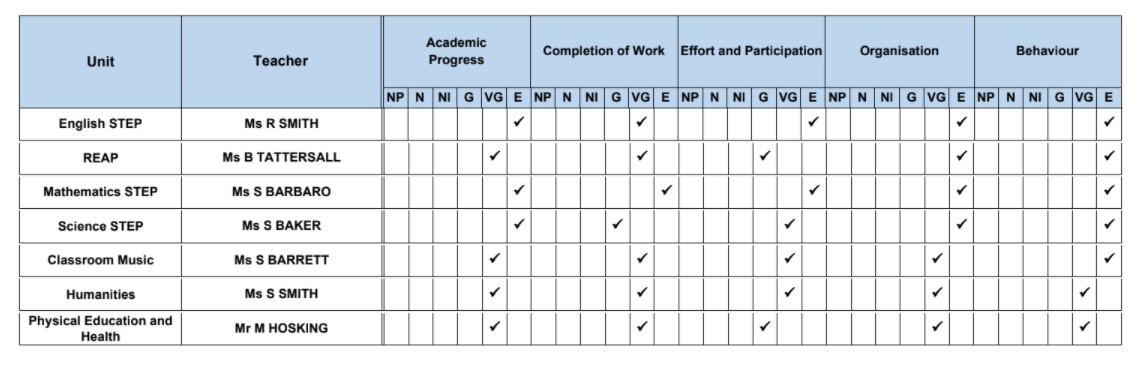 Unit Teacher Academic Progress Completion of Work Effort and Participation Organisation Behaviour
NP N NI G VG E NP N NI G VG E NP N NI G VG E NP N NI G VG E NP N NI G VG E
English STEP Ms R SMITH ✓ ✓ ✓ ✓ ✓
REAP Ms B TATTERSALL ✓ ✓ ✓ ✓ ✓
Mathematics STEP Ms S BARBARO ✓ ✓ ✓ ✓ ✓
Science STEP Ms S BAKER ✓ ✓ ✓ ✓ ✓
Classroom Music Ms S BARRETT ✓ ✓ ✓ ✓ ✓
Humanities Ms S SMITH ✓ ✓ ✓ ✓ ✓
Physical Education and
Health Mr M HOSKING ✓ ✓ ✓ ✓ ✓